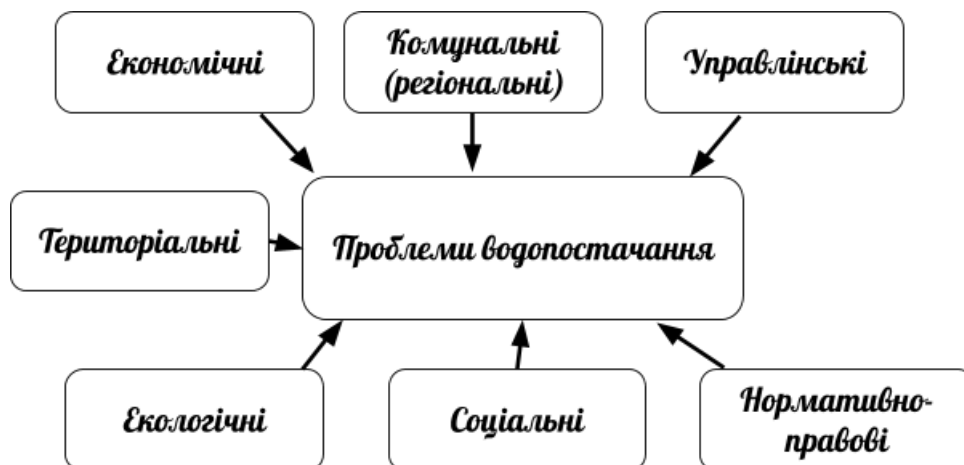 Економічні
Комунальні
(регіональні)
Управлінські
Територіальні
Проблеми водопостачання
Екологічні
Соціальні
Нормативно-
правові